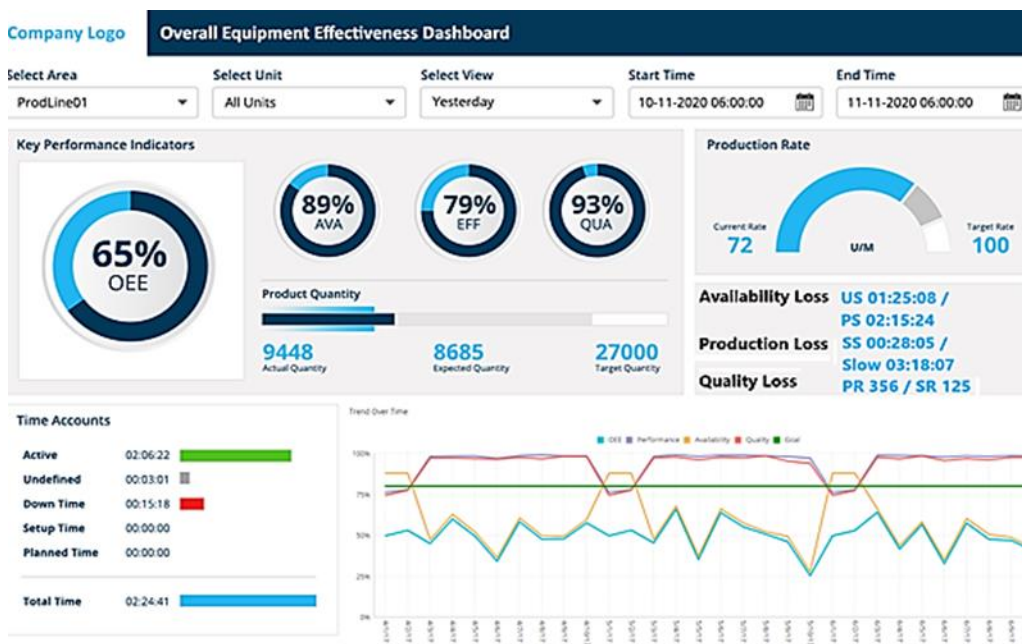 Company Logo
Overall Equipment Effectiveness Dashboard
Select Area
Select Unit
Select View
Start Time
End Time
ProdLine01
All Units
Yesterday
10-11-2020 06:00:00
11-11-2020 06:00:00
Key Performance Indicators
65%
OEE
89%
AVA
79%
EFF
93%
QUA
Product Quantity
9448
Actual Quantity
8685
Expected Quantity
27000
Target Quantity
Production Rate
Current Rate
72
U/M
Target Rate
100
Availability Loss US 01:25:08 /
PS 02:15:24
Production Loss SS 00:28:05 /
Slow 03:18:07
Quality Loss PR 356 / SR 125
Time Accounts
Active 02:06:22
Undefined 00:03:01
Down Time 00:15:18
Setup Time 00:00:00
Planned Time 00:00:00
Total Time 02:24:41
Trend Over Time
OEE Performance Availability Quality Goal
100%
75%
50%
25%
0%